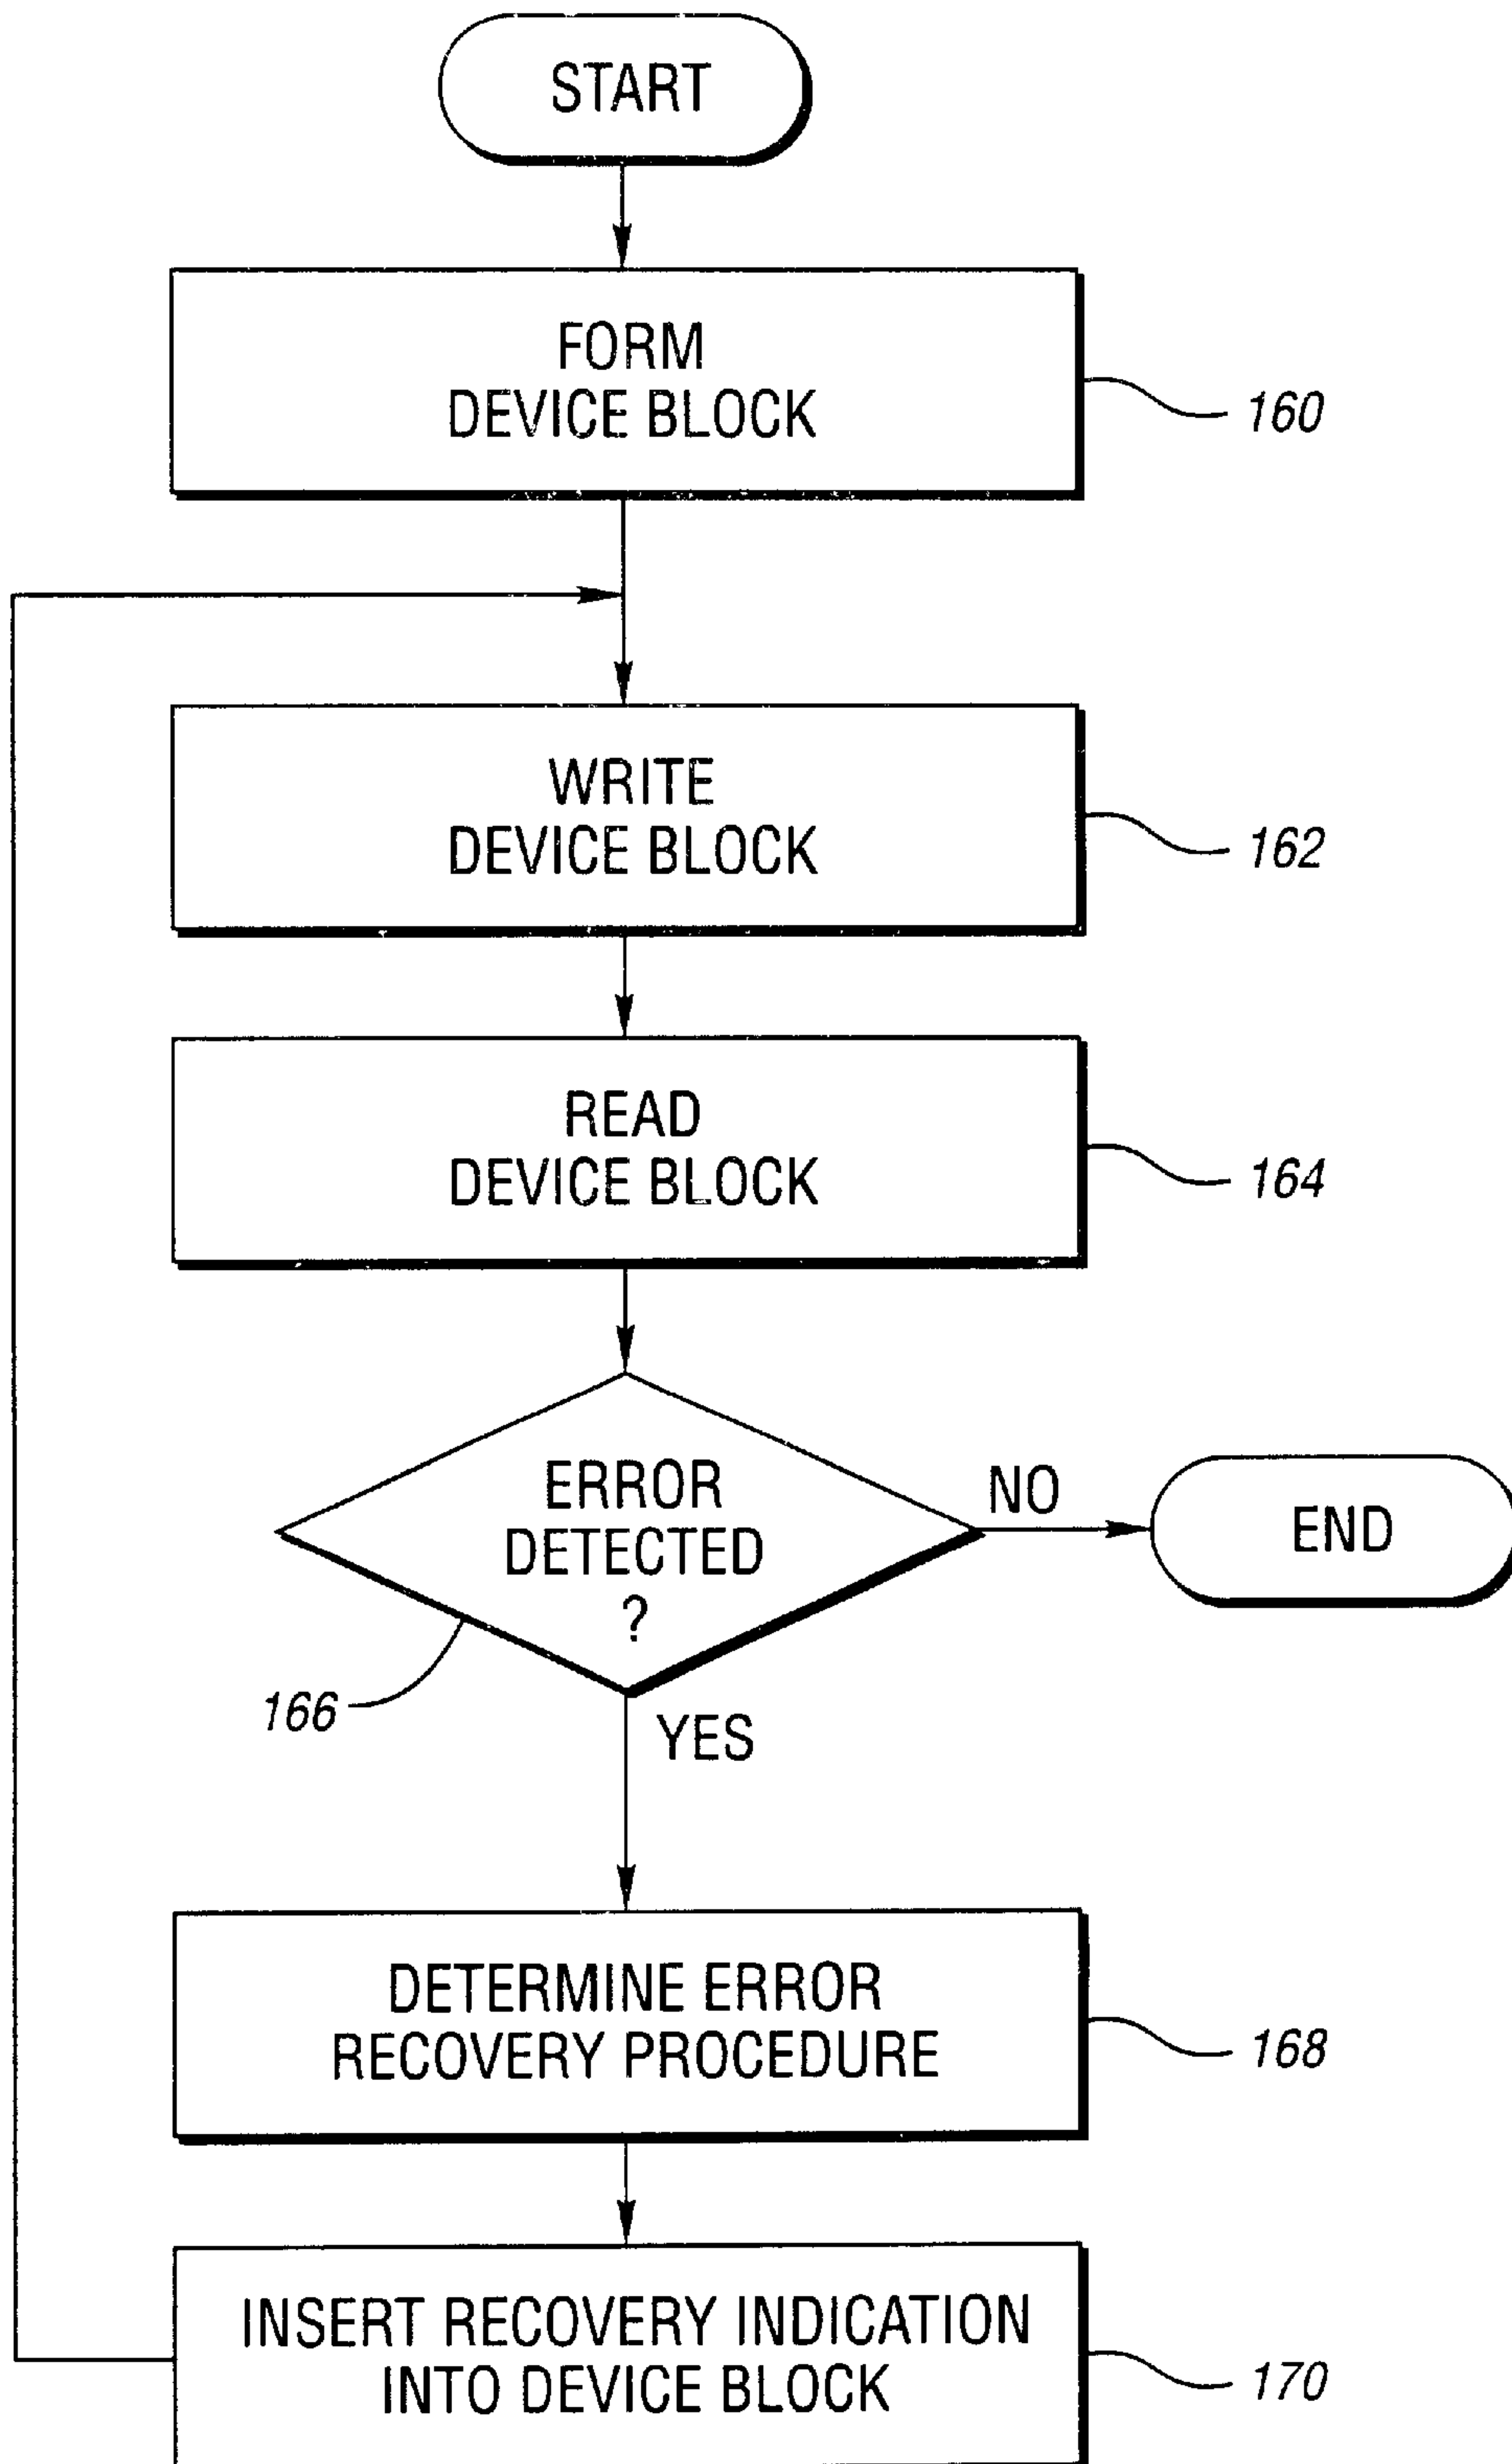 START
FORM
DEVICE BLOCK
160
WRITE
DEVICE BLOCK
162
READ
DEVICE BLOCK
164
ERROR
DETECTED
?
NO
END
166
YES
DETERMINE ERROR
RECOVERY PROCEDURE
168
INSERT RECOVERY INDICATION
INTO DEVICE BLOCK
170